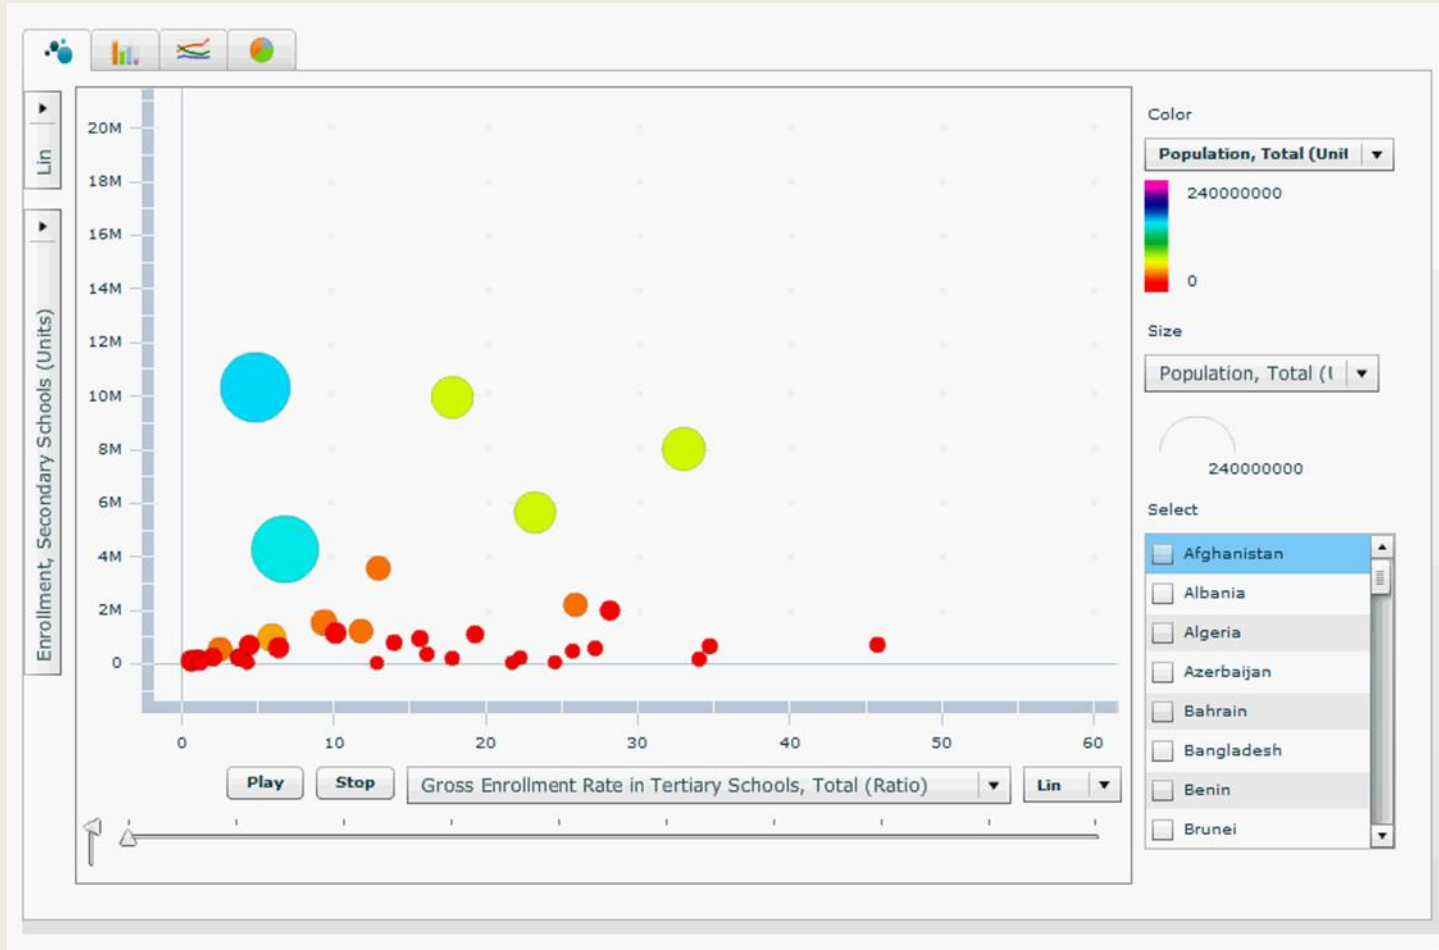 Lin
Enrollment, Secondary Schools (Units)
20M
18M
16M
14M
12M
10M
8M
6M
4M
2M
0
0
10
20
30
40
50
60
Play
Stop
Gross Enrollment Rate in Tertiary Schools, Total (Ratio)
Lin
Color
Population, Total (Unit
240000000
0
Size
Population, Total (
240000000
Select
Afghanistan
Albania
Algeria
Azerbaijan
Bahrain
Bangladesh
Benin
Brunei